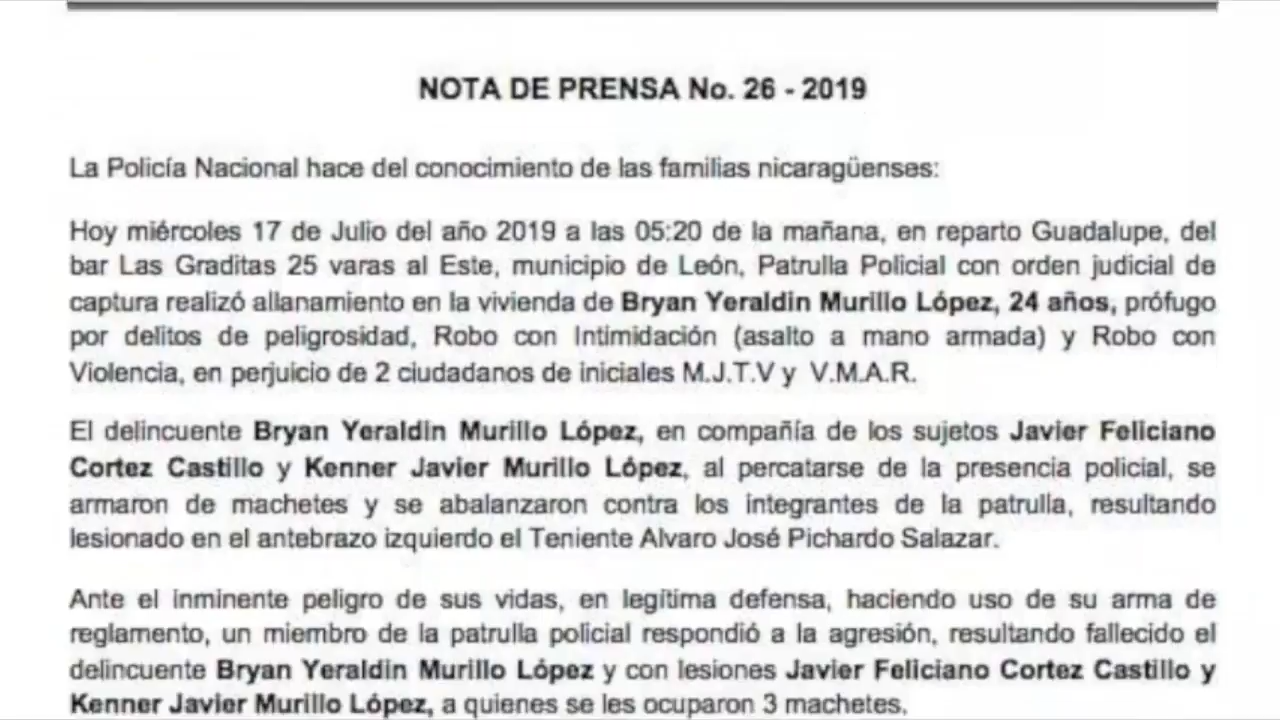 NOTA DE PRENSA No. 26 - 2019
La Policía Nacional hace del conocimiento de las familias nicaragüenses:
Hoy miércoles 17 de Julio del año 2019 a las 05:20 de la mañana, en reparto Guadalupe, del
bar Las Graditas 25 varas al Este, municipio de León, Patrulla Policial con orden judicial de
captura realizó allanamiento en la vivienda de Bryan Yeraldin Murillo López, 24 años, prófugo
por delitos de peligrosidad, Robo con Intimidación (asalto a mano armada) y Robo con
Violencia, en perjuicio de 2 ciudadanos de iniciales M.J.T.V y V.M.A.R.
El delincuente Bryan Yeraldin Murillo López, en compañía de los sujetos Javier Feliciano
Cortez Castillo y Kenner Javier Murillo López, al percatarse de la presencia policial, se
armaron de machetes y se abalanzaron contra los integrantes de la patrulla, resultando
lesionado en el antebrazo izquierdo el Teniente Alvaro José Pichardo Salazar.
Ante el inminente peligro de sus vidas, en legítima defensa, haciendo uso de su arma de
reglamento, un miembro de la patrulla policial respondió a la agresión, resultando fallecido el
delincuente Bryan Yeraldin Murillo López y con lesiones Javier Feliciano Cortez Castillo y
Kenner Javier Murillo López, a quienes se les ocuparon 3 machetes.